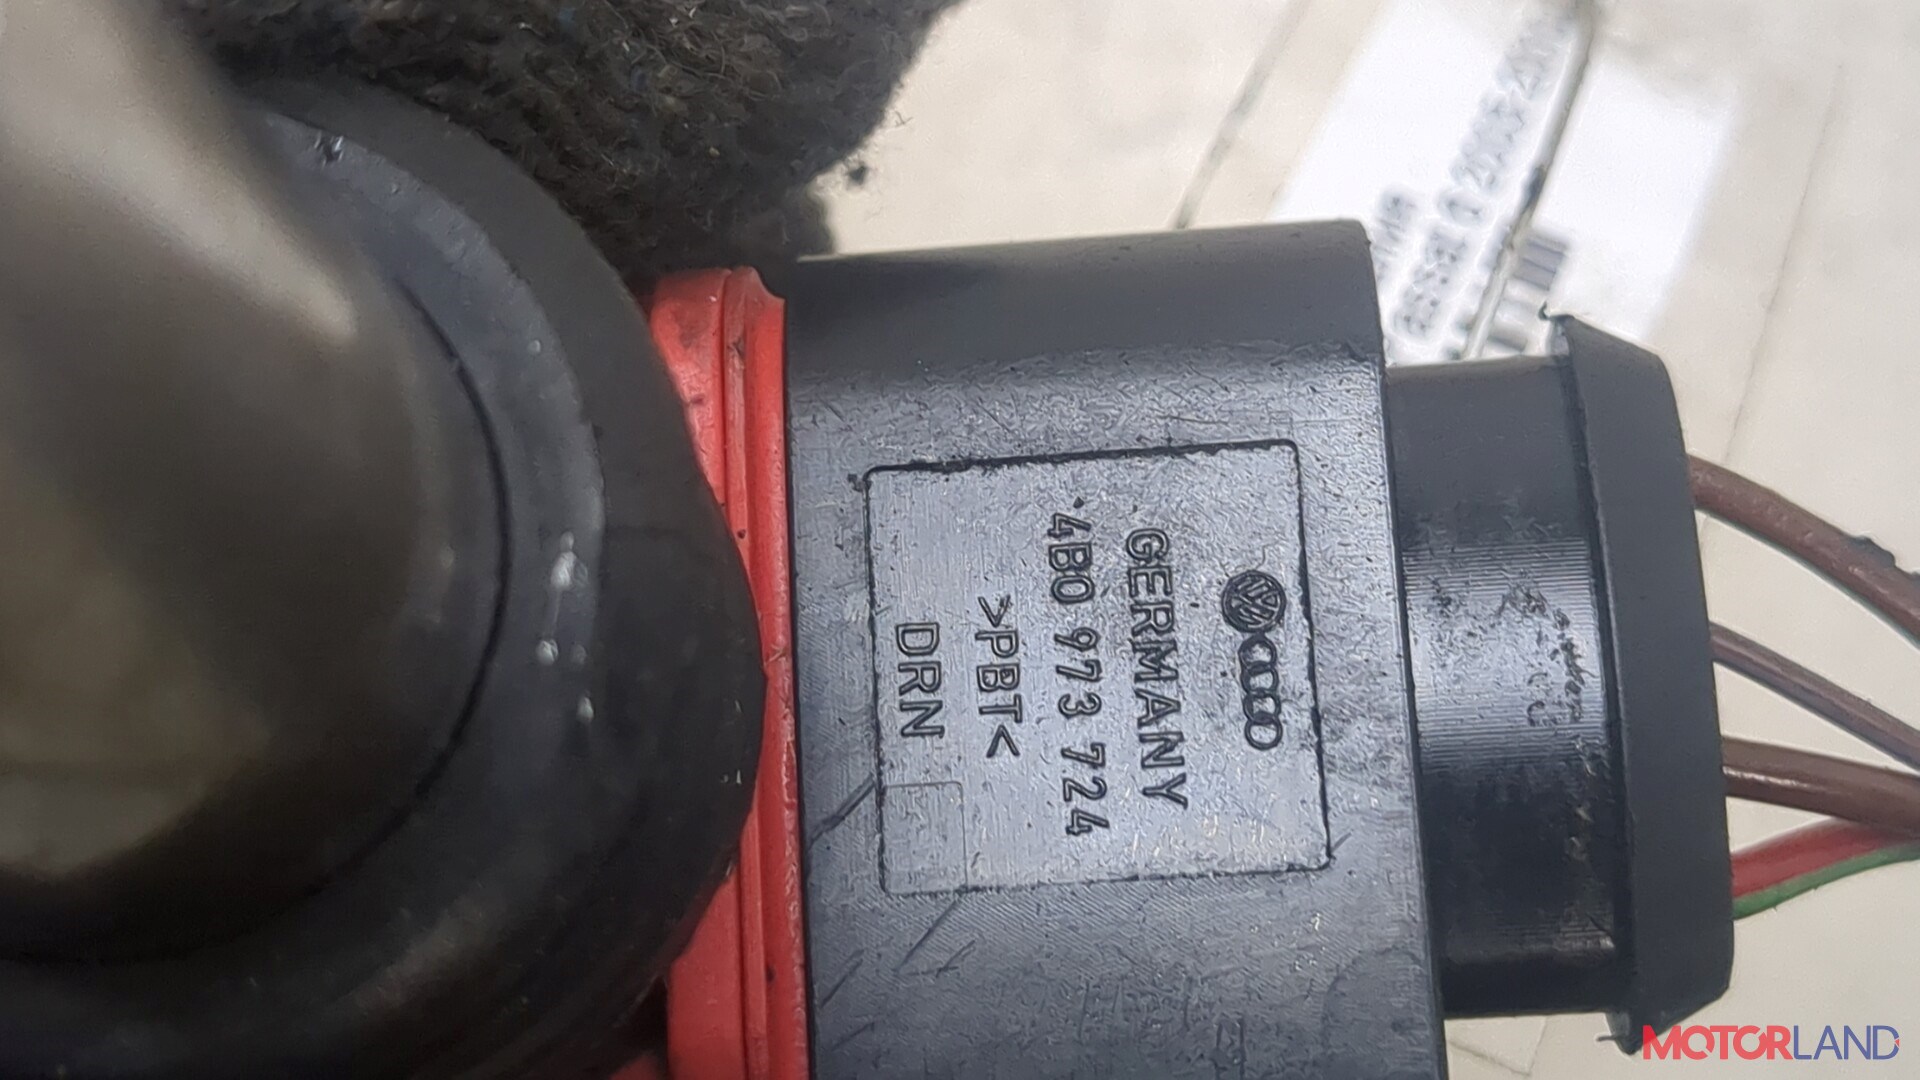 GERMANY
4B0 973 724
>PBT<
DRN
MOTORLAND